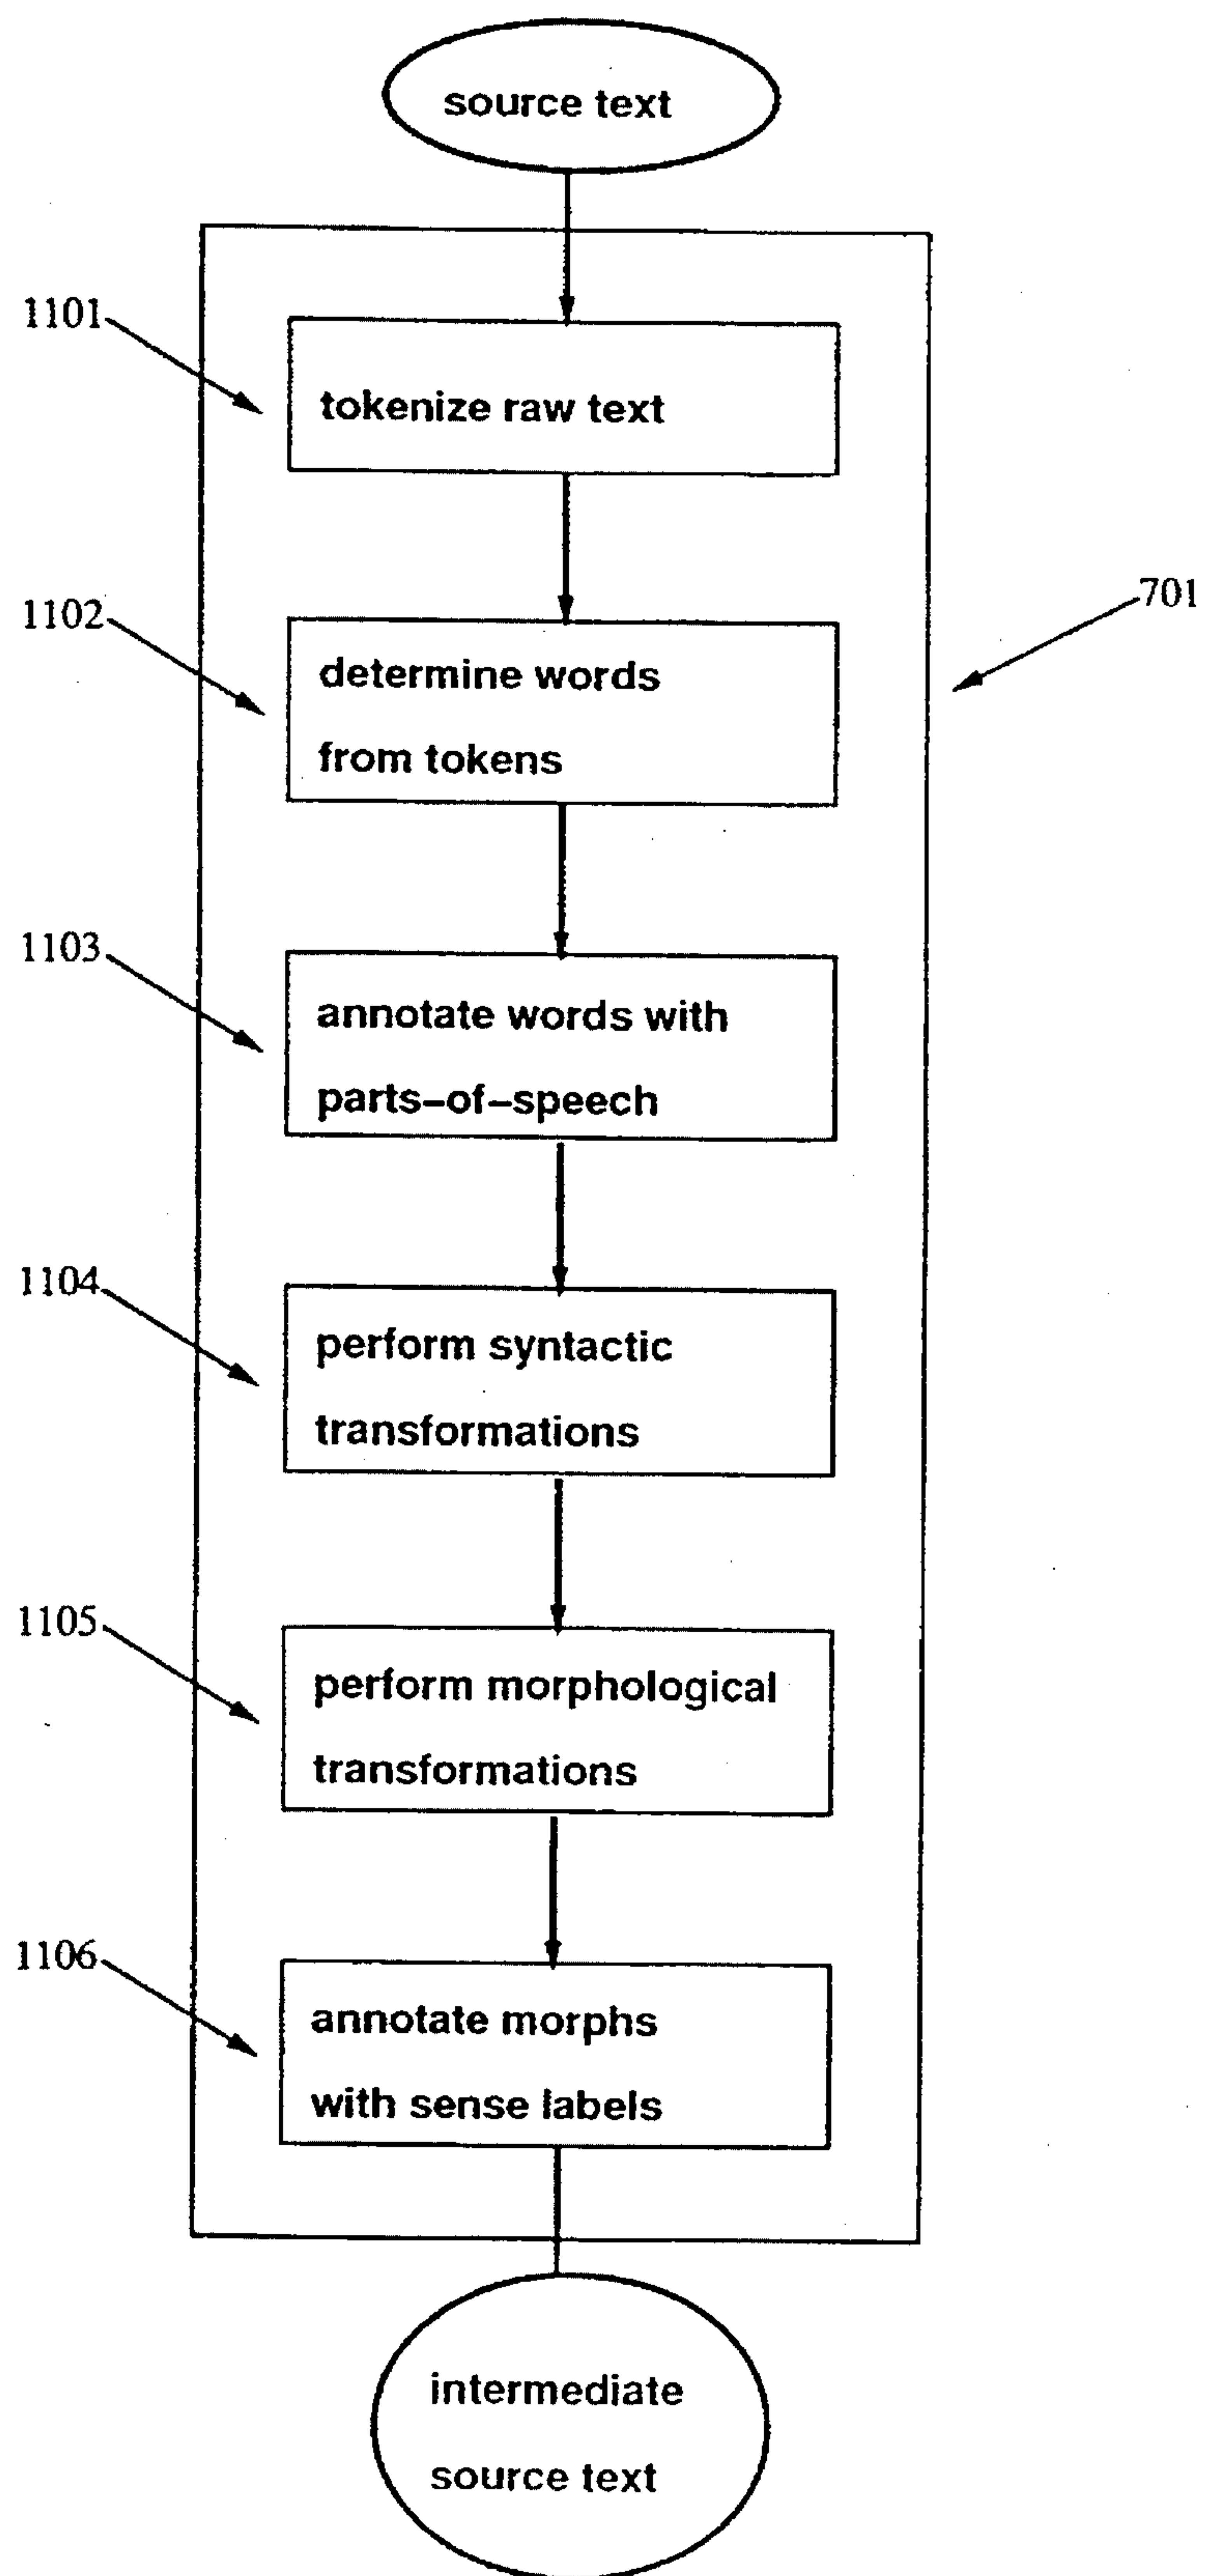 source text
1101
tokenize raw text
1102
determine words
from tokens
701
1103
annotate words with
parts-of-speech
1104
perform syntactic
transformations
1105
perform morphological
transformations
1106
annotate morphs
with sense labels
intermediate
source text